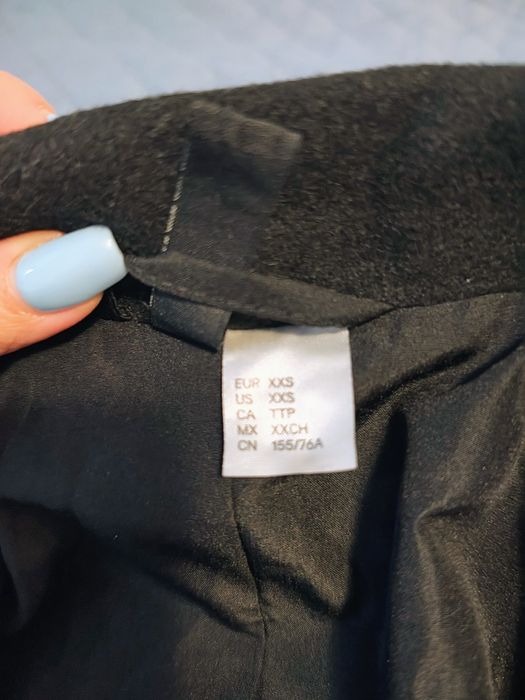 EUR XXS
US XXS
CA TTP
MX XXCH
CN 155/76A